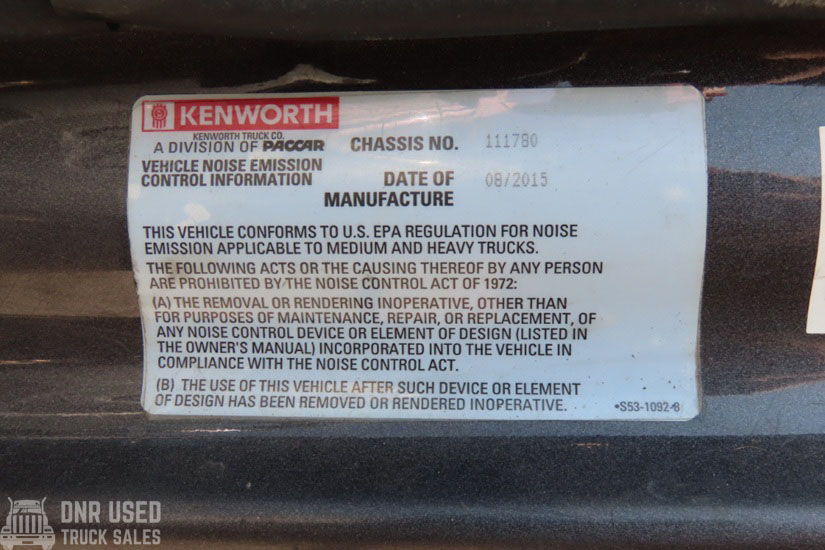 KENWORTH
KENWORTH TRUCK CO.
A DIVISION OF PACCAR
CHASSIS NO. 111780
VEHICLE NOISE EMISSION
CONTROL INFORMATION
DATE OF 08/2015
MANUFACTURE
THIS VEHICLE CONFORMS TO U.S. EPA REGULATION FOR NOISE
EMISSION APPLICABLE TO MEDIUM AND HEAVY TRUCKS.
THE FOLLOWING ACTS OR THE CAUSING THEREOF BY ANY PERSON
ARE PROHIBITED BY THE NOISE CONTROL ACT OF 1972:
(A) THE REMOVAL OR RENDERING INOPERATIVE, OTHER THAN
FOR PURPOSES OF MAINTENANCE, REPAIR, OR REPLACEMENT, OF
ANY NOISE CONTROL DEVICE OR ELEMENT OF DESIGN (LISTED IN
THE OWNER'S MANUAL) INCORPORATED INTO THE VEHICLE IN
COMPLIANCE WITH THE NOISE CONTROL ACT.
(B) THE USE OF THIS VEHICLE AFTER SUCH DEVICE OR ELEMENT
OF DESIGN HAS BEEN REMOVED OR RENDERED INOPERATIVE.
•S53-1092-8
DNR USED
TRUCK SALES